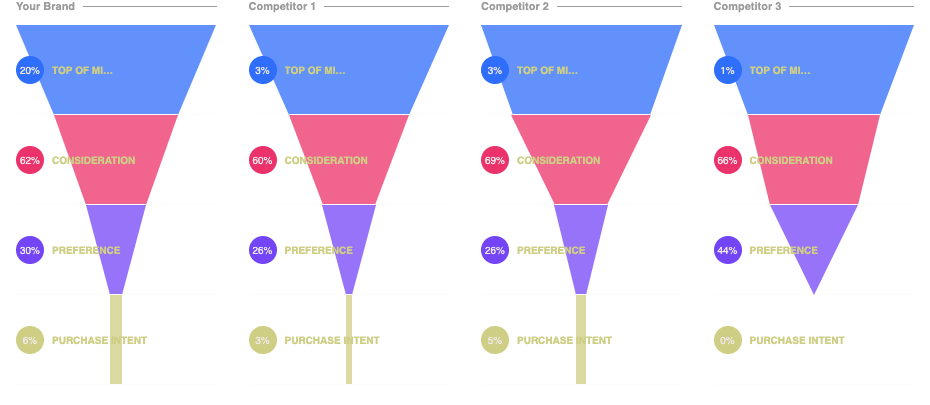 Your Brand
20% TOP OF MI...
62% CONSIDERATION
30% PREFERENCE
6% PURCHASE INTENT
Competitor 1
3% TOP OF MI...
60% CONSIDERATION
26% PREFERENCE
3% PURCHASE INTENT
Competitor 2
3% TOP OF MI...
69% CONSIDERATION
26% PREFERENCE
5% PURCHASE INTENT
Competitor 3
1% TOP OF MI...
66% CONSIDERATION
44% PREFERENCE
0% PURCHASE INTENT